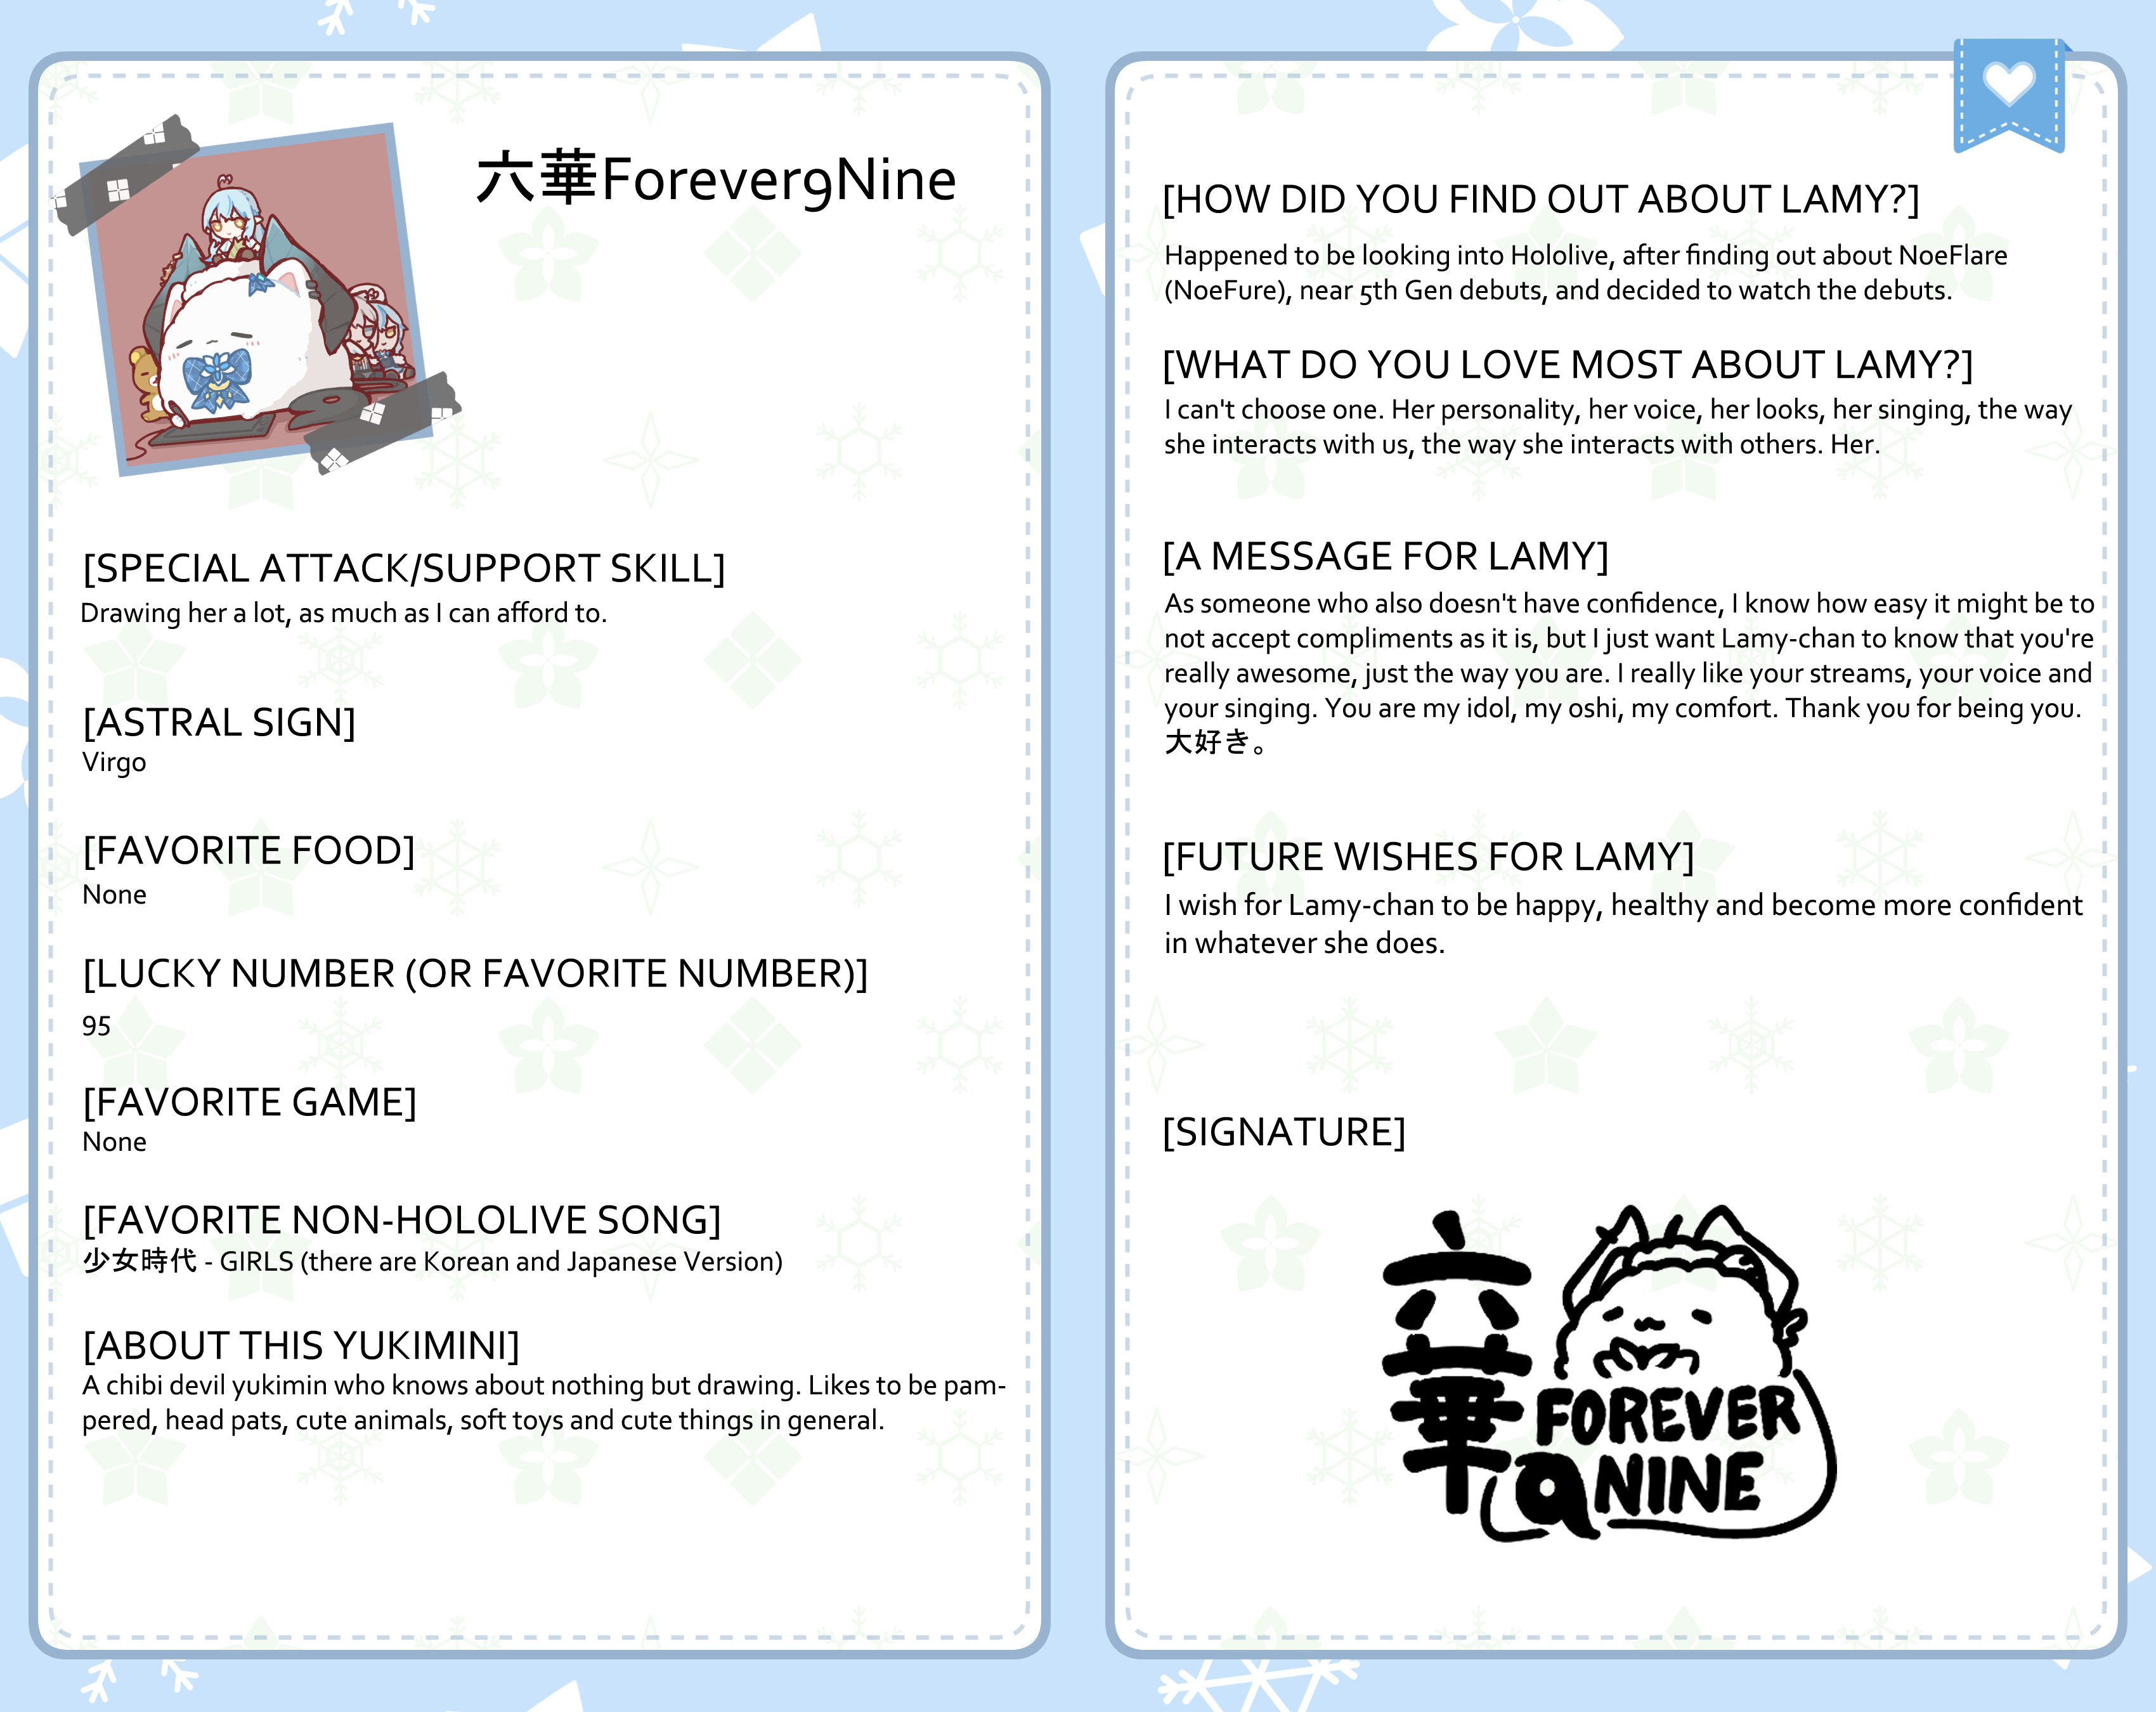 六華Forever9Nine
[SPECIAL ATTACK/SUPPORT SKILL]
Drawing her a lot, as much as I can afford to.
[ASTRAL SIGN]
Virgo
[FAVORITE FOOD]
None
[LUCKY NUMBER (OR FAVORITE NUMBER)]
95
[FAVORITE GAME]
None
[FAVORITE NON-HOLOLIVE SONG]
少女時代 - GIRLS (there are Korean and Japanese Version)
[ABOUT THIS YUKIMINI]
A chibi devil yukimin who knows about nothing but drawing. Likes to be pam-
pered, head pats, cute animals, soft toys and cute things in general.
[HOW DID YOU FIND OUT ABOUT LAMY?]
Happened to be looking into Hololive, after finding out about NoeFlare
(NoeFure), near 5th Gen debuts, and decided to watch the debuts.
[WHAT DO YOU LOVE MOST ABOUT LAMY?]
I can't choose one. Her personality, her voice, her looks, her singing, the way
she interacts with us, the way she interacts with others. Her.
[A MESSAGE FOR LAMY]
As someone who also doesn't have confidence, I know how easy it might be to
not accept compliments as it is, but I just want Lamy-chan to know that you're
really awesome, just the way you are. I really like your streams, your voice and
your singing. You are my idol, my oshi, my comfort. Thank you for being you.
大好き。
[FUTURE WISHES FOR LAMY]
I wish for Lamy-chan to be happy, healthy and become more confident
in whatever she does.
[SIGNATURE]
六華
FOREVER
9NINE